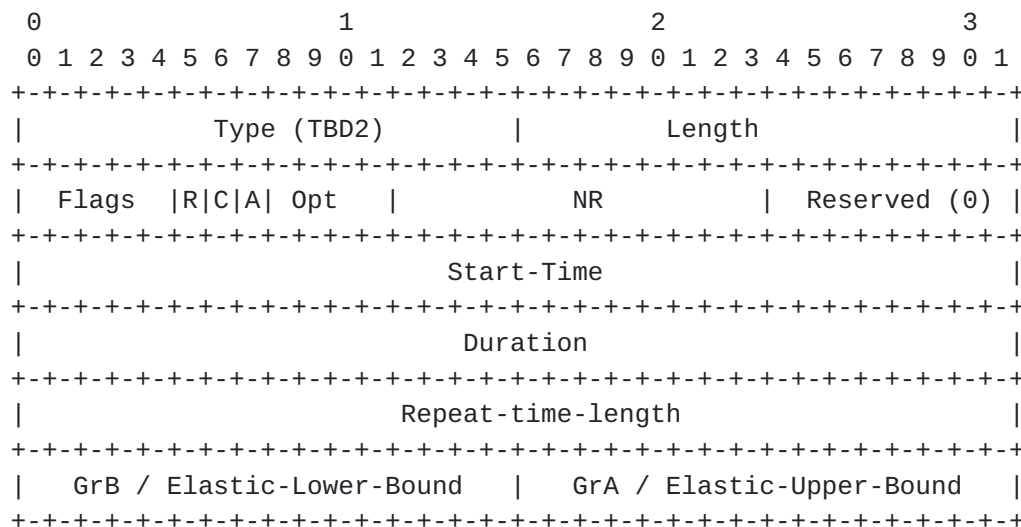 0                   1                   2                   3
 0 1 2 3 4 5 6 7 8 9 0 1 2 3 4 5 6 7 8 9 0 1 2 3 4 5 6 7 8 9 0 1
+-+-+-+-+-+-+-+-+-+-+-+-+-+-+-+-+-+-+-+-+-+-+-+-+-+-+-+-+-+-+-+-+
|            Type (TBD2)        |         Length                |
+-+-+-+-+-+-+-+-+-+-+-+-+-+-+-+-+-+-+-+-+-+-+-+-+-+-+-+-+-+-+-+-+
|  Flags  |R|C|A| Opt   |           NR          |  Reserved (0) |
+-+-+-+-+-+-+-+-+-+-+-+-+-+-+-+-+-+-+-+-+-+-+-+-+-+-+-+-+-+-+-+-+
|                           Start-Time                          |
+-+-+-+-+-+-+-+-+-+-+-+-+-+-+-+-+-+-+-+-+-+-+-+-+-+-+-+-+-+-+-+-+
|                            Duration                           |
+-+-+-+-+-+-+-+-+-+-+-+-+-+-+-+-+-+-+-+-+-+-+-+-+-+-+-+-+-+-+-+-+
|                        Repeat-time-length                     |
+-+-+-+-+-+-+-+-+-+-+-+-+-+-+-+-+-+-+-+-+-+-+-+-+-+-+-+-+-+-+-+-+
|   GrB / Elastic-Lower-Bound   |   GrA / Elastic-Upper-Bound   |
+-+-+-+-+-+-+-+-+-+-+-+-+-+-+-+-+-+-+-+-+-+-+-+-+-+-+-+-+-+-+-+-+